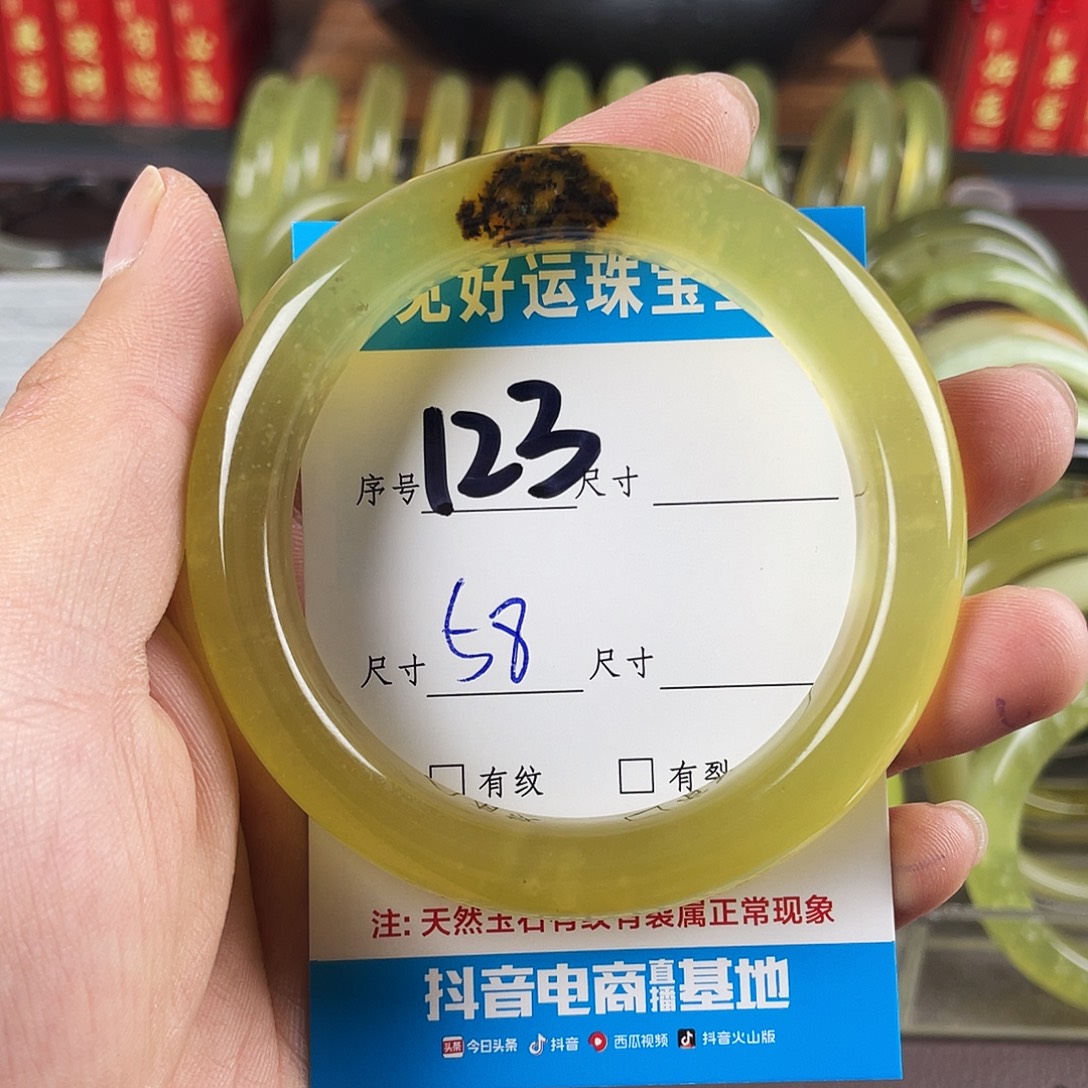 好运珠宝
序号 123 尺寸
尺寸 58 尺寸
有纹 有裂
注: 天然玉石有纹有裂属正常现象
抖音电商直播基地
头条 今日头条 抖音 西瓜视频 抖音火山版